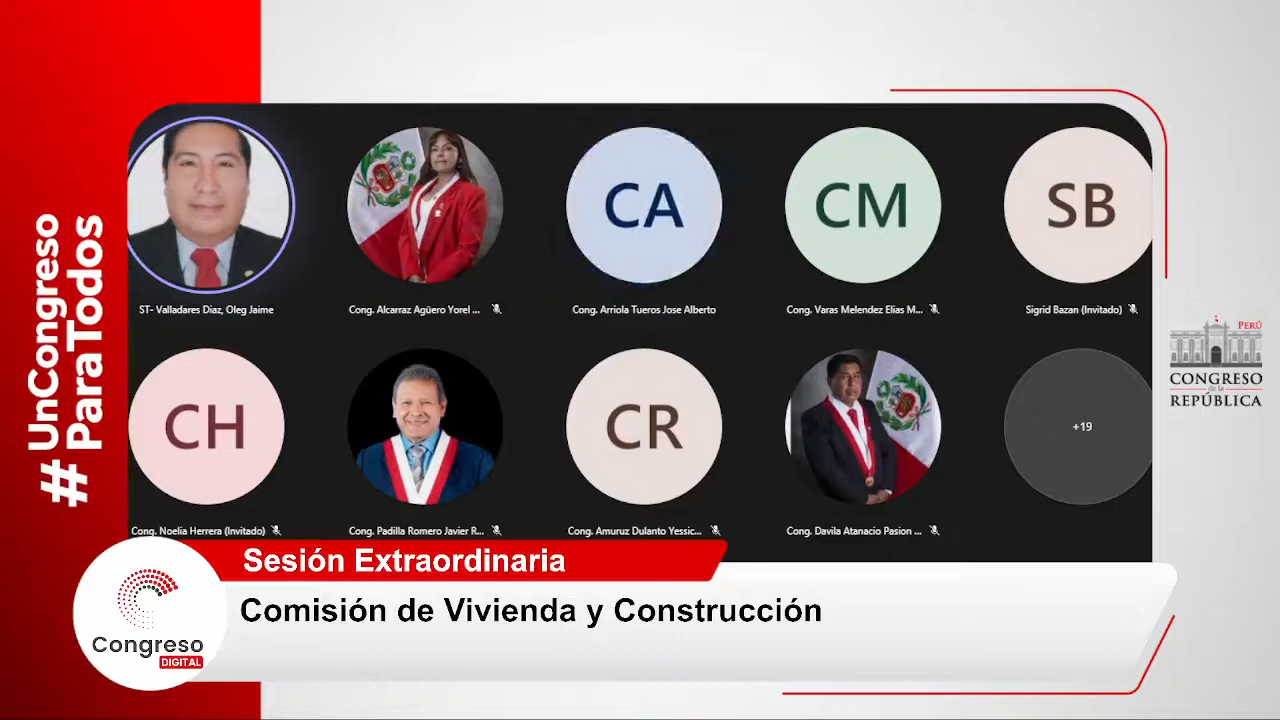 #UnCongreso
ParaTodos
CA
CM
SB
ST- Valladares Diaz, Oleg Jaime
Cong. Alcarraz Agüero Yorel ...
Cong. Arriola Tueros Jose Alberto
Cong. Varas Melendez Elias M...
Sigrid Bazan (Invitado)
CH
CR
+19
Cong. Noelia Herrera (Invitado)
Cong. Padilla Romero Javier R...
Cong. Amuruz Dulanto Yessic...
Cong. Davila Atanacio Pasion ...
PERÚ
CONGRESO
de la
REPÚBLICA
Sesión Extraordinaria
Comisión de Vivienda y Construcción
Congreso
DIGITAL